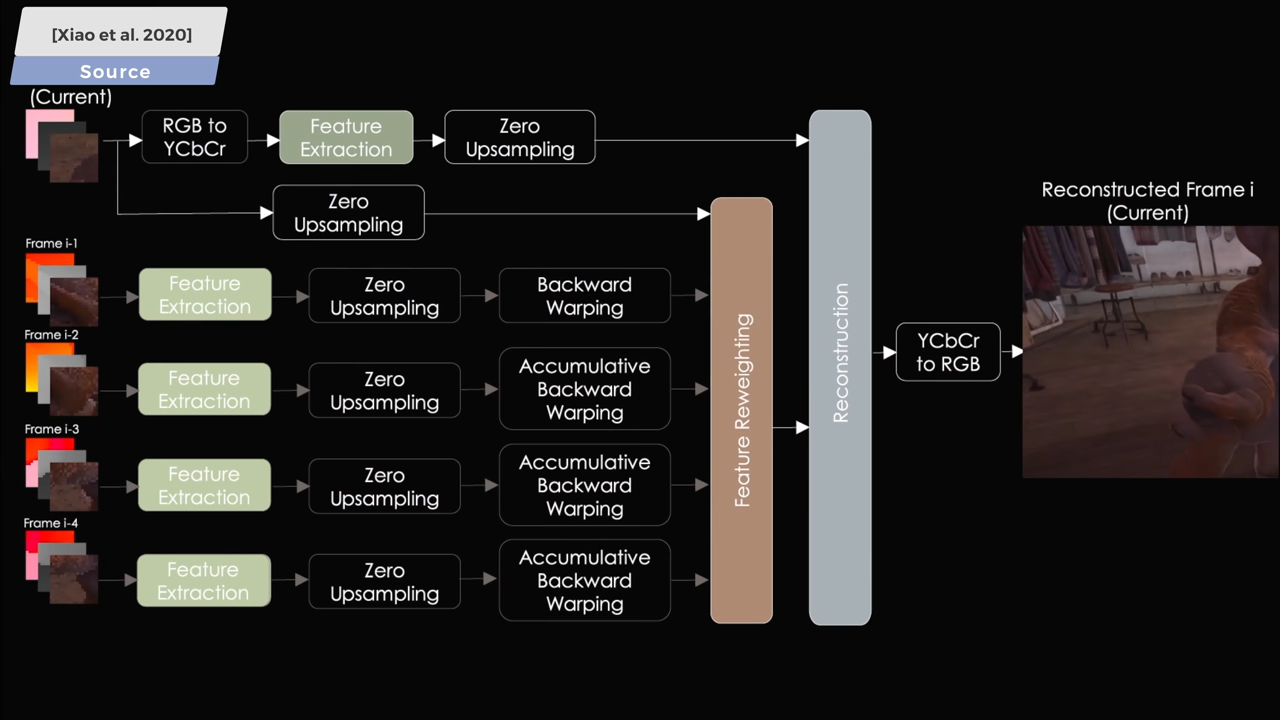 [Xiao et al. 2020]
Source
(Current)
RGB to
YCbCr
Feature
Extraction
Zero
Upsampling
Zero
Upsampling
Frame i-1
Feature
Extraction
Zero
Upsampling
Backward
Warping
Frame i-2
Feature
Extraction
Zero
Upsampling
Accumulative
Backward
Warping
Frame i-3
Feature
Extraction
Zero
Upsampling
Accumulative
Backward
Warping
Frame i-4
Feature
Extraction
Zero
Upsampling
Accumulative
Backward
Warping
Feature Reweighting
Reconstruction
YCbCr
to RGB
Reconstructed Frame i
(Current)